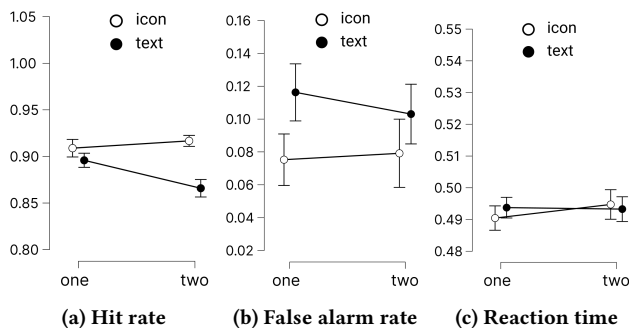 1.05
1.00
0.95
0.90
0.85
0.80
icon
text
one two
(a) Hit rate
0.16
0.14
0.12
0.10
0.08
0.06
0.04
0.02
icon
text
one two
(b) False alarm rate
0.55
0.54
0.53
0.52
0.51
0.50
0.49
0.48
icon
text
one two
(c) Reaction time